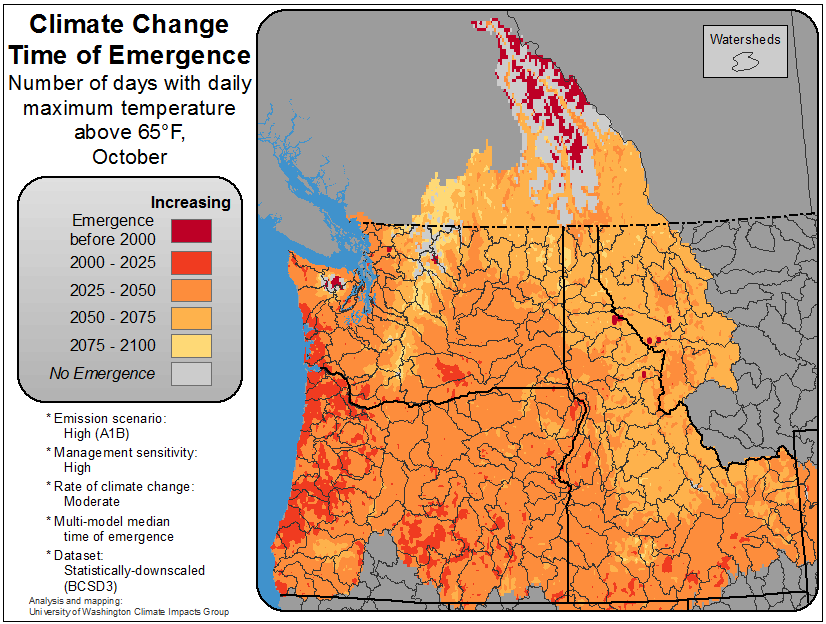 Climate Change
Time of Emergence
Number of days with daily
maximum temperature
above 65°F,
October
Watersheds
Increasing
Emergence
before 2000
2000 - 2025
2025 - 2050
2050 - 2075
2075 - 2100
No Emergence
* Emission scenario:
High (A1B)
* Management sensitivity:
High
* Rate of climate change:
Moderate
* Multi-model median
time of emergence
* Dataset:
Statistically-downscaled
(BCSD3)
Analysis and mapping:
University of Washington Climate Impacts Group